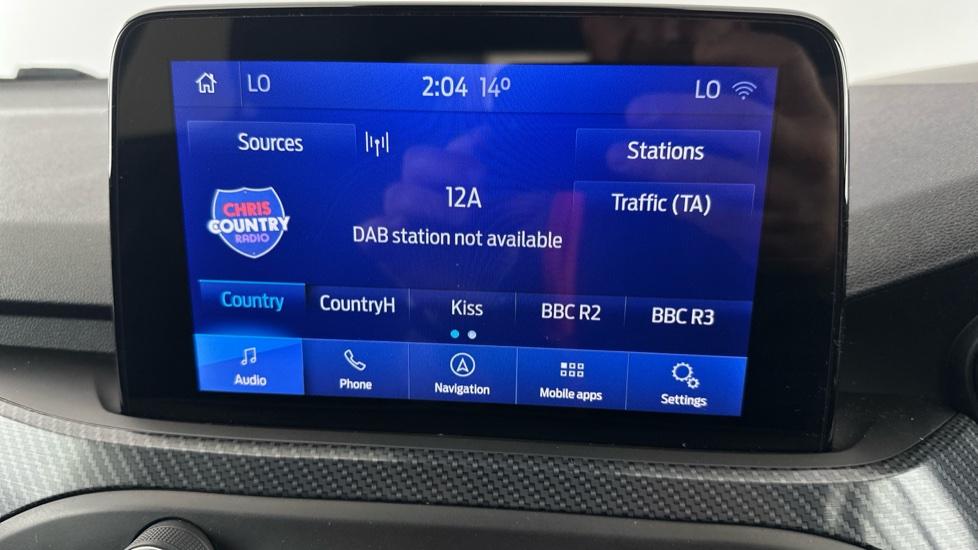 LO 2:04 14° LO
Sources
Stations
12A
Traffic (TA)
CHRIS
COUNTRY
RADIO
DAB station not available
Country CountryH Kiss BBC R2 BBC R3
Audio Phone Navigation Mobile apps Settings